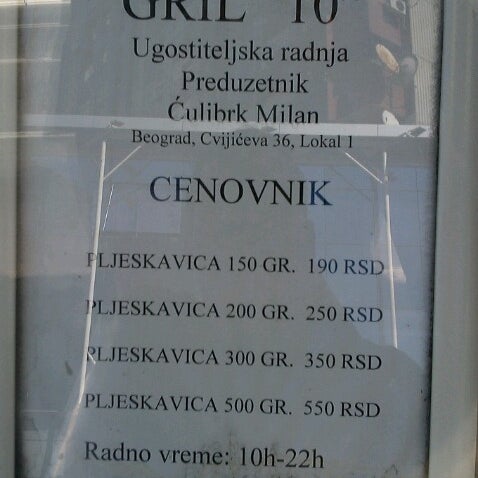 GRIL "10"
Ugostiteljska radnja
Preduzetnik
Ćulibrk Milan
Beograd, Cvijićeva 36, Lokal 1
CENOVNIK
PLJESKAVICA 150 GR. 190 RSD
PLJESKAVICA 200 GR. 250 RSD
PLJESKAVICA 300 GR. 350 RSD
PLJESKAVICA 500 GR. 550 RSD
Radno vreme: 10h-22h